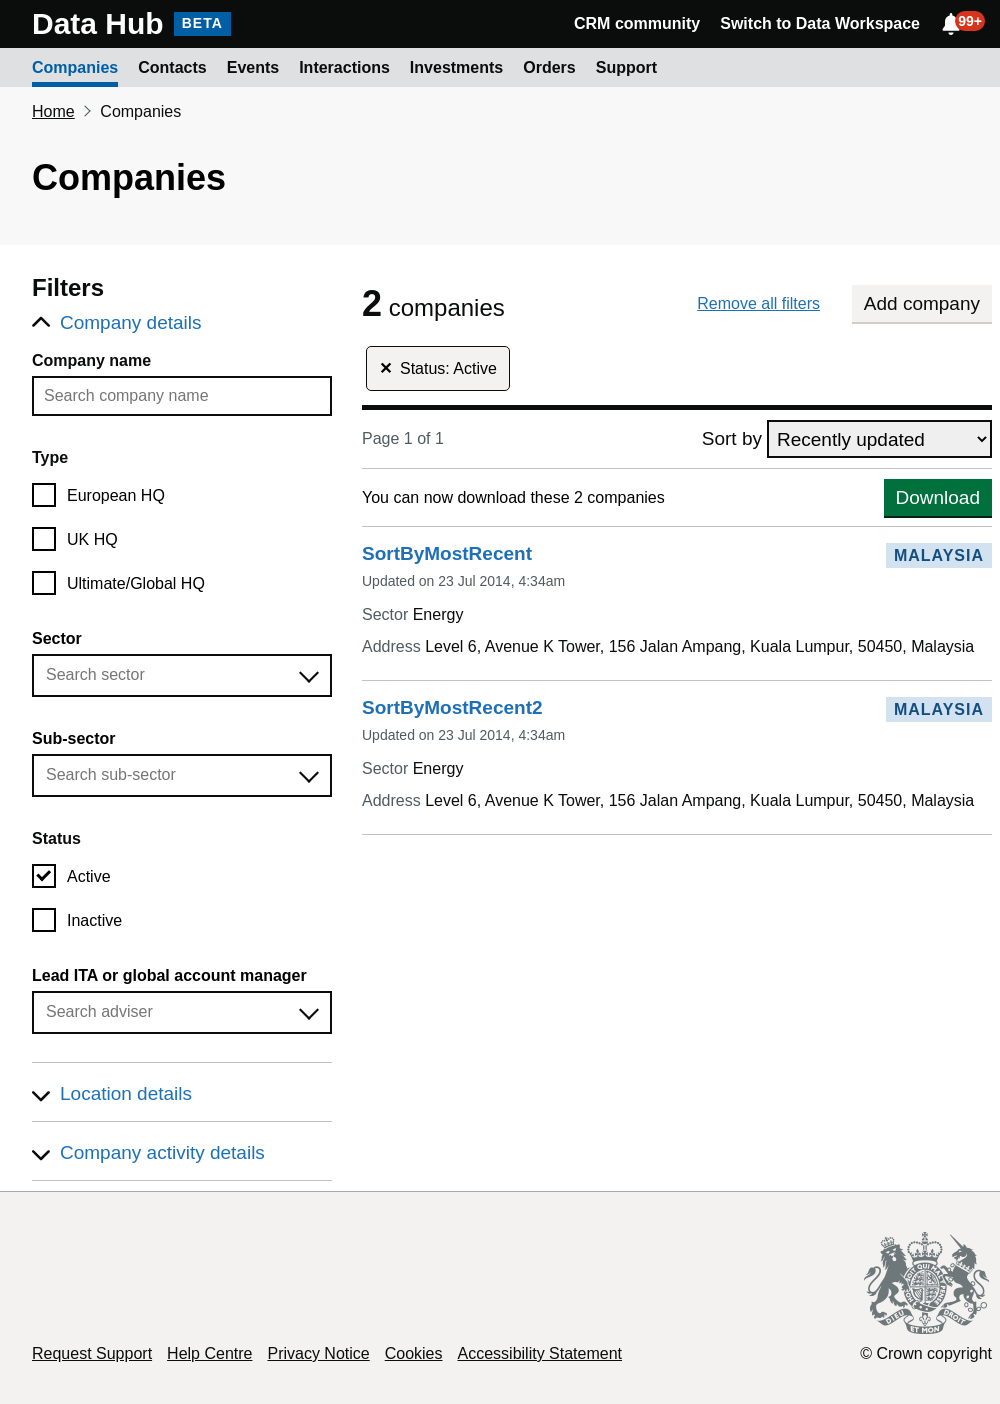 Data Hub BETA CRM community Switch to Data Workspace 99+
Companies Contacts Events Interactions Investments Orders Support
Home Companies
Companies
Filters
Company details
Company name
Search company name
Type
European HQ
UK HQ
Ultimate/Global HQ
Sector
Search sector
Sub-sector
Search sub-sector
Status
Active
Inactive
Lead ITA or global account manager
Search adviser
Location details
Company activity details
2 companies Remove all filters Add company
✕ Status: Active
Page 1 of 1 Sort by Recently updated
You can now download these 2 companies Download
SortByMostRecent MALAYSIA
Updated on 23 Jul 2014, 4:34am
Sector Energy
Address Level 6, Avenue K Tower, 156 Jalan Ampang, Kuala Lumpur, 50450, Malaysia
SortByMostRecent2 MALAYSIA
Updated on 23 Jul 2014, 4:34am
Sector Energy
Address Level 6, Avenue K Tower, 156 Jalan Ampang, Kuala Lumpur, 50450, Malaysia
DIEU ET MON DROIT
Request Support Help Centre Privacy Notice Cookies Accessibility Statement © Crown copyright